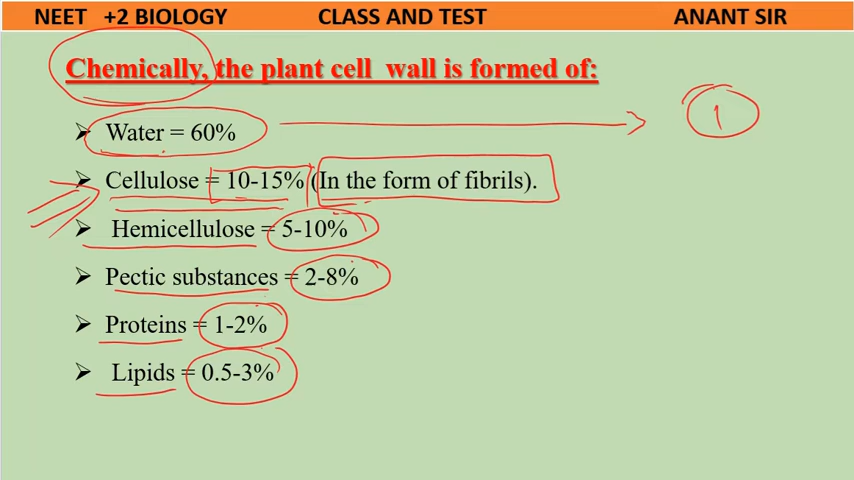 NEET +2 BIOLOGY CLASS AND TEST ANANT SIR
Chemically, the plant cell wall is formed of:
➢ Water = 60%
1
➢ Cellulose = 10-15% (In the form of fibrils).
➢ Hemicellulose = 5-10%
➢ Pectic substances = 2-8%
➢ Proteins = 1-2%
➢ Lipids = 0.5-3%